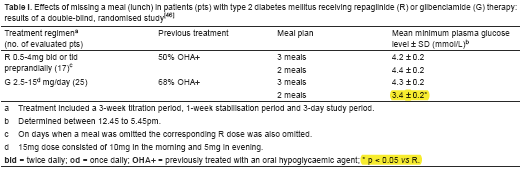 Table I. Effects of missing a meal (lunch) in patients (pts) with type 2 diabetes mellitus receiving repaglinide (R) or glibenclamide (G) therapy:
results of a double-blind, randomised study[46]
Treatment regimena Previous treatment Meal plan Mean minimum plasma glucose
(no. of evaluated pts) level ± SD (mmol/L)b
R 0.5-4mg bid or tid 50% OHA+ 3 meals 4.2 ± 0.2
preprandially (17)c 2 meals 4.4 ± 0.2
G 2.5-15d mg/day (25) 68% OHA+ 3 meals 4.3 ± 0.2
2 meals 3.4 ± 0.2*
a Treatment included a 3-week titration period, 1-week stabilisation period and 3-day study period.
b Determined between 12.45 to 5.45pm.
c On days when a meal was omitted the corresponding R dose was also omitted.
d 15mg dose consisted of 10mg in the morning and 5mg in evening.
bid = twice daily; od = once daily; OHA+ = previously treated with an oral hypoglycaemic agent; * p < 0.05 vs R.